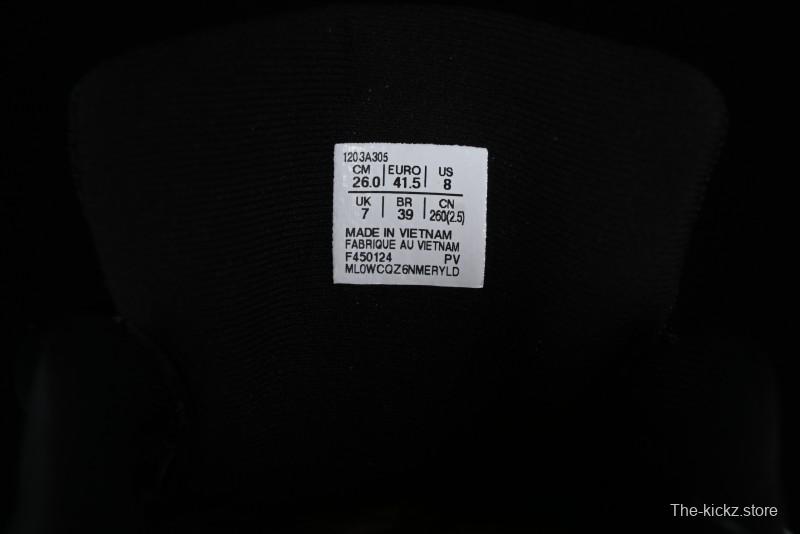 1203A305
CM EURO US
26.0 41.5 8
UK BR CN
7 39 260(2.5)
MADE IN VIETNAM
FABRIQUE AU VIETNAM
F450124 PV
ML0WCQZ6NMERYLD
The-kickz.store